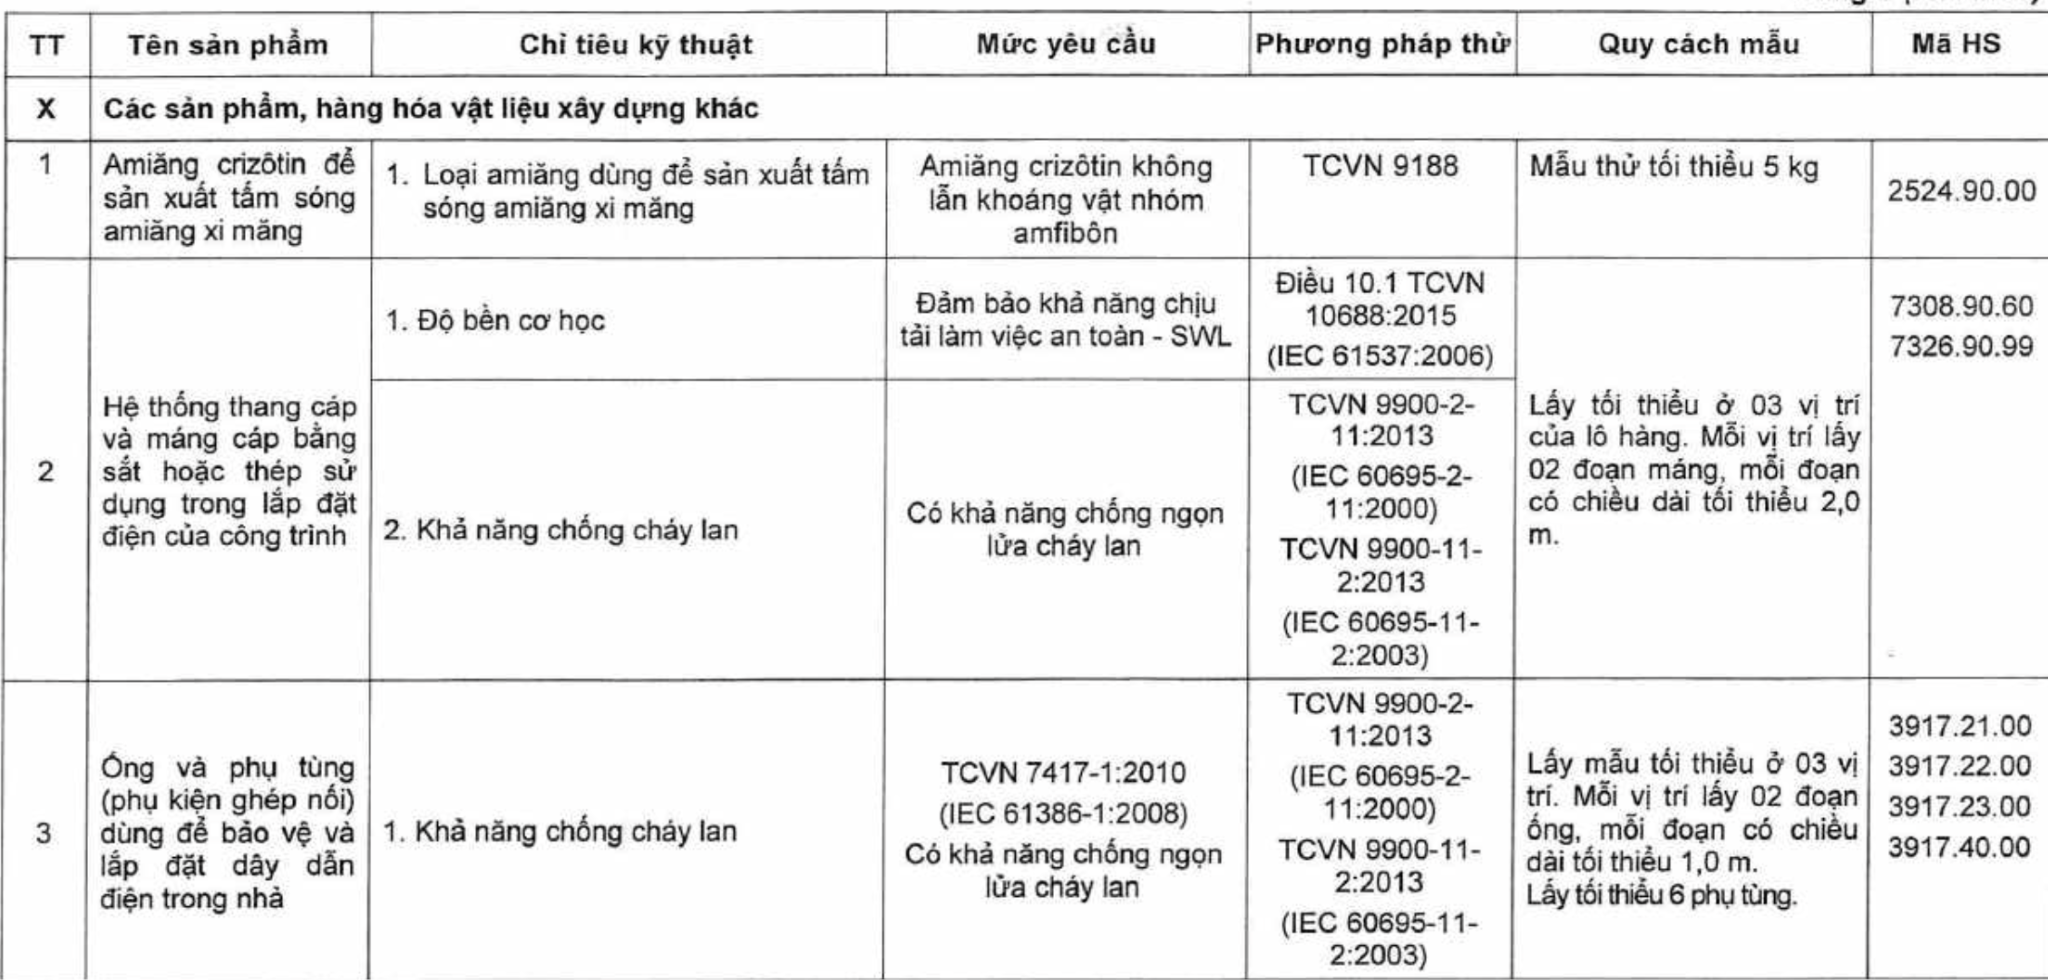 TT Tên sản phẩm Chỉ tiêu kỹ thuật Mức yêu cầu Phương pháp thử Quy cách mẫu Mã HS
X Các sản phẩm, hàng hóa vật liệu xây dựng khác
1
Amiăng crizôtin để
sản xuất tấm sóng
amiăng xi măng
1. Loại amiăng dùng để sản xuất tấm
sóng amiăng xi măng
Amiăng crizôtin không
lẫn khoáng vật nhóm
amfibôn
TCVN 9188
Mẫu thử tối thiểu 5 kg
2524.90.00
2
Hệ thống thang cáp
và máng cáp bằng
sắt hoặc thép sử
dụng trong lắp đặt
điện của công trình
1. Độ bền cơ học
Đảm bảo khả năng chịu
tải làm việc an toàn - SWL
Điều 10.1 TCVN
10688:2015
(IEC 61537:2006)
2. Khả năng chống cháy lan
Có khả năng chống ngọn
lửa cháy lan
TCVN 9900-2-
11:2013
(IEC 60695-2-
11:2000)
TCVN 9900-11-
2:2013
(IEC 60695-11-
2:2003)
Lấy tối thiểu ở 03 vị trí
của lô hàng. Mỗi vị trí lấy
02 đoạn máng, mỗi đoạn
có chiều dài tối thiểu 2,0
m.
7308.90.60
7326.90.99
3
Ống và phụ tùng
(phụ kiện ghép nối)
dùng để bảo vệ và
lắp đặt dây dẫn
điện trong nhà
1. Khả năng chống cháy lan
TCVN 7417-1:2010
(IEC 61386-1:2008)
Có khả năng chống ngọn
lửa cháy lan
TCVN 9900-2-
11:2013
(IEC 60695-2-
11:2000)
TCVN 9900-11-
2:2013
(IEC 60695-11-
2:2003)
Lấy mẫu tối thiểu ở 03 vị
trí. Mỗi vị trí lấy 02 đoạn
ống, mỗi đoạn có chiều
dài tối thiểu 1,0 m.
Lấy tối thiểu 6 phụ tùng.
3917.21.00
3917.22.00
3917.23.00
3917.40.00